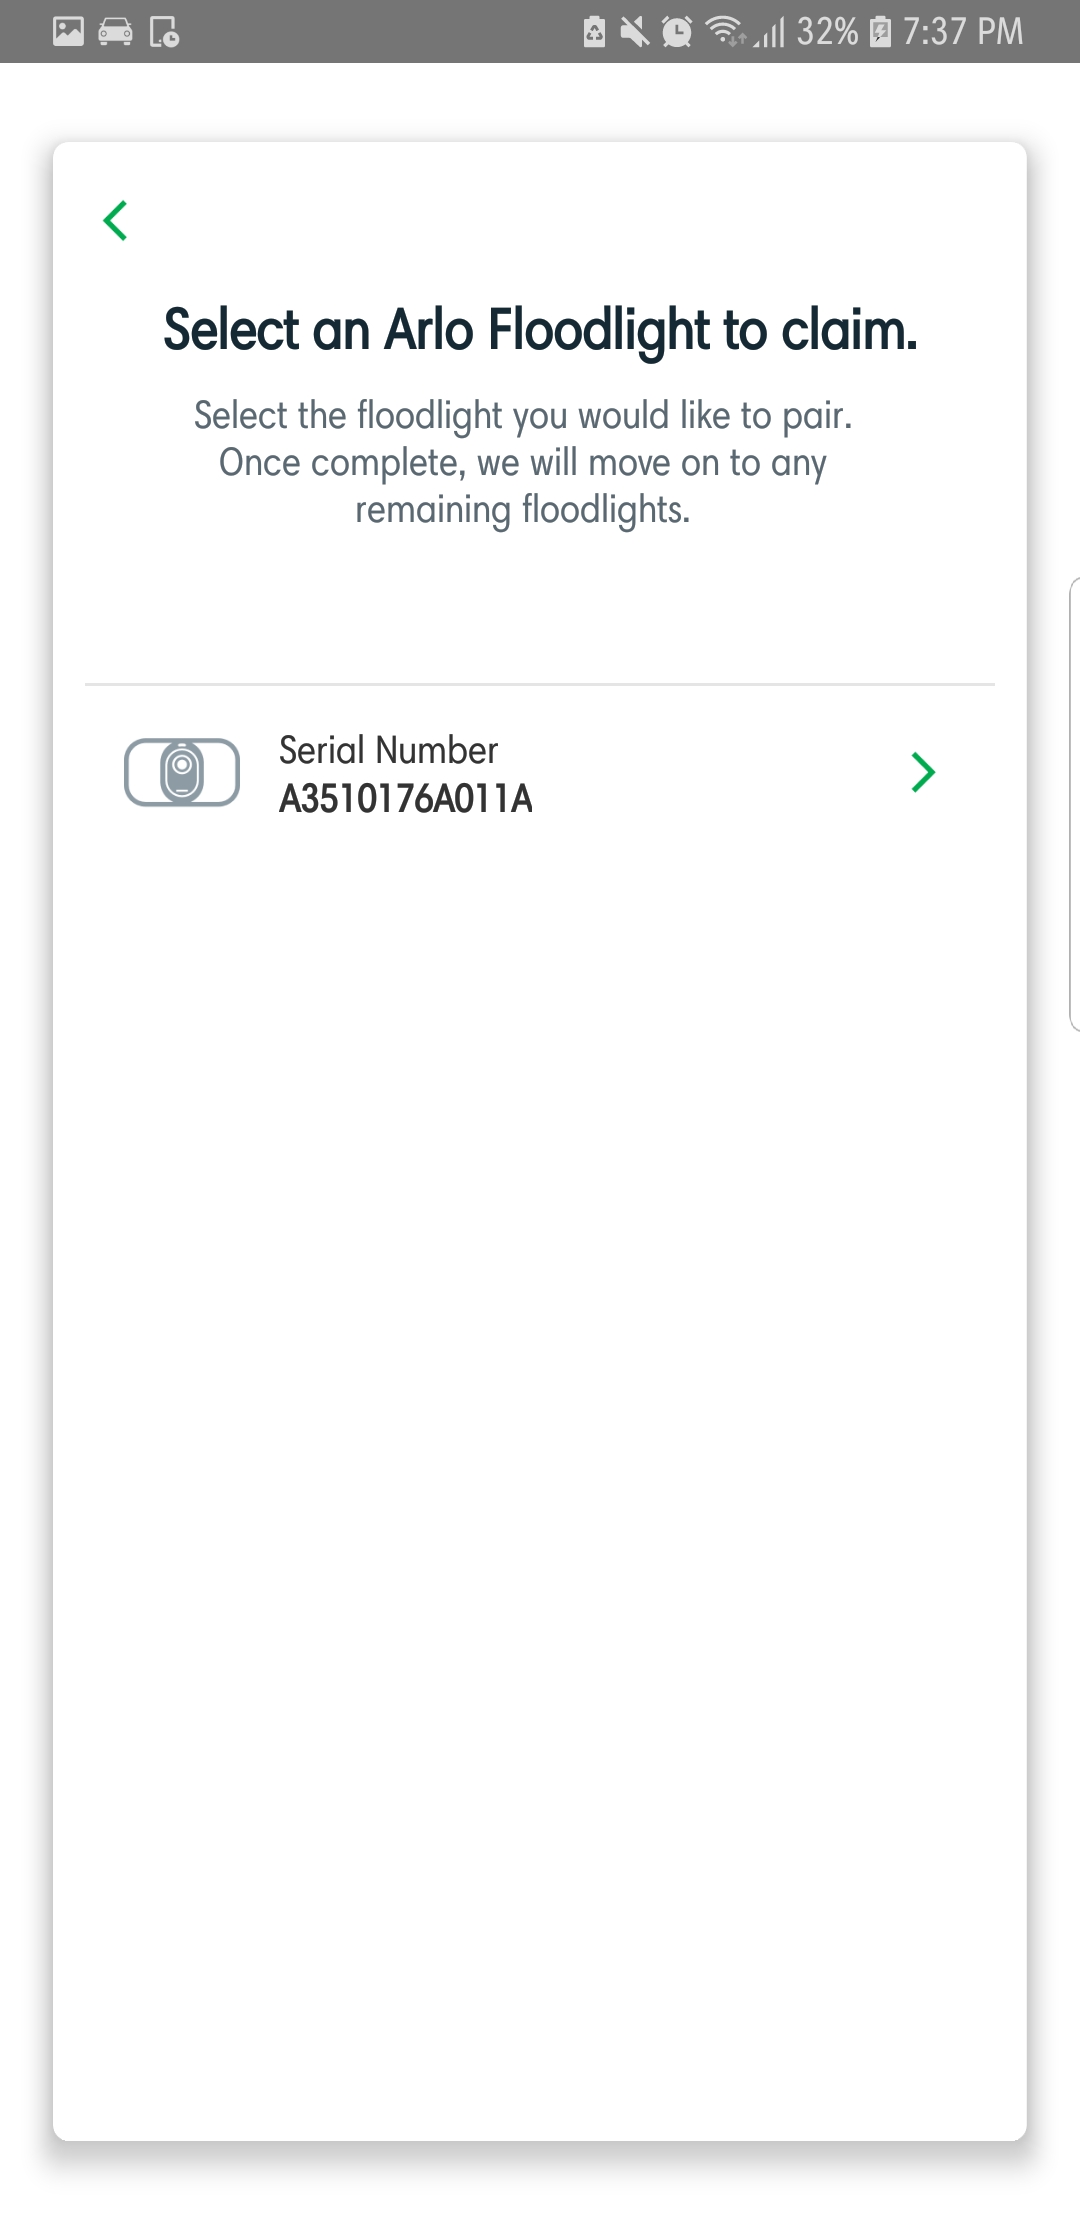 32% 7:37 PM
Select an Arlo Floodlight to claim.
Select the floodlight you would like to pair.
Once complete, we will move on to any
remaining floodlights.
Serial Number
A3510176A011A